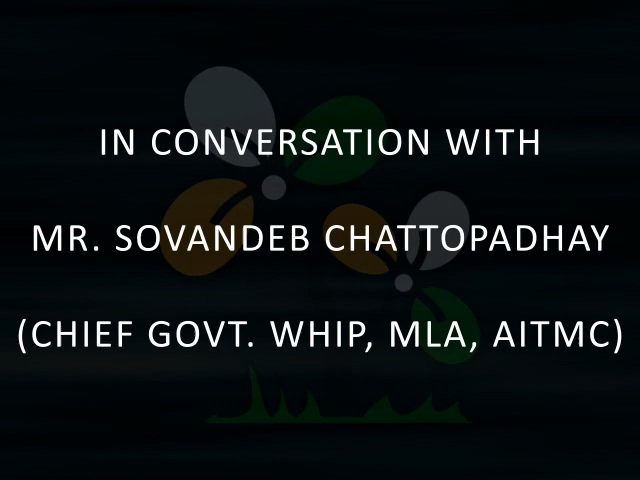 IN CONVERSATION WITH
MR. SOVANDEB CHATTOPADHAY
(CHIEF GOVT. WHIP, MLA, AITMC)